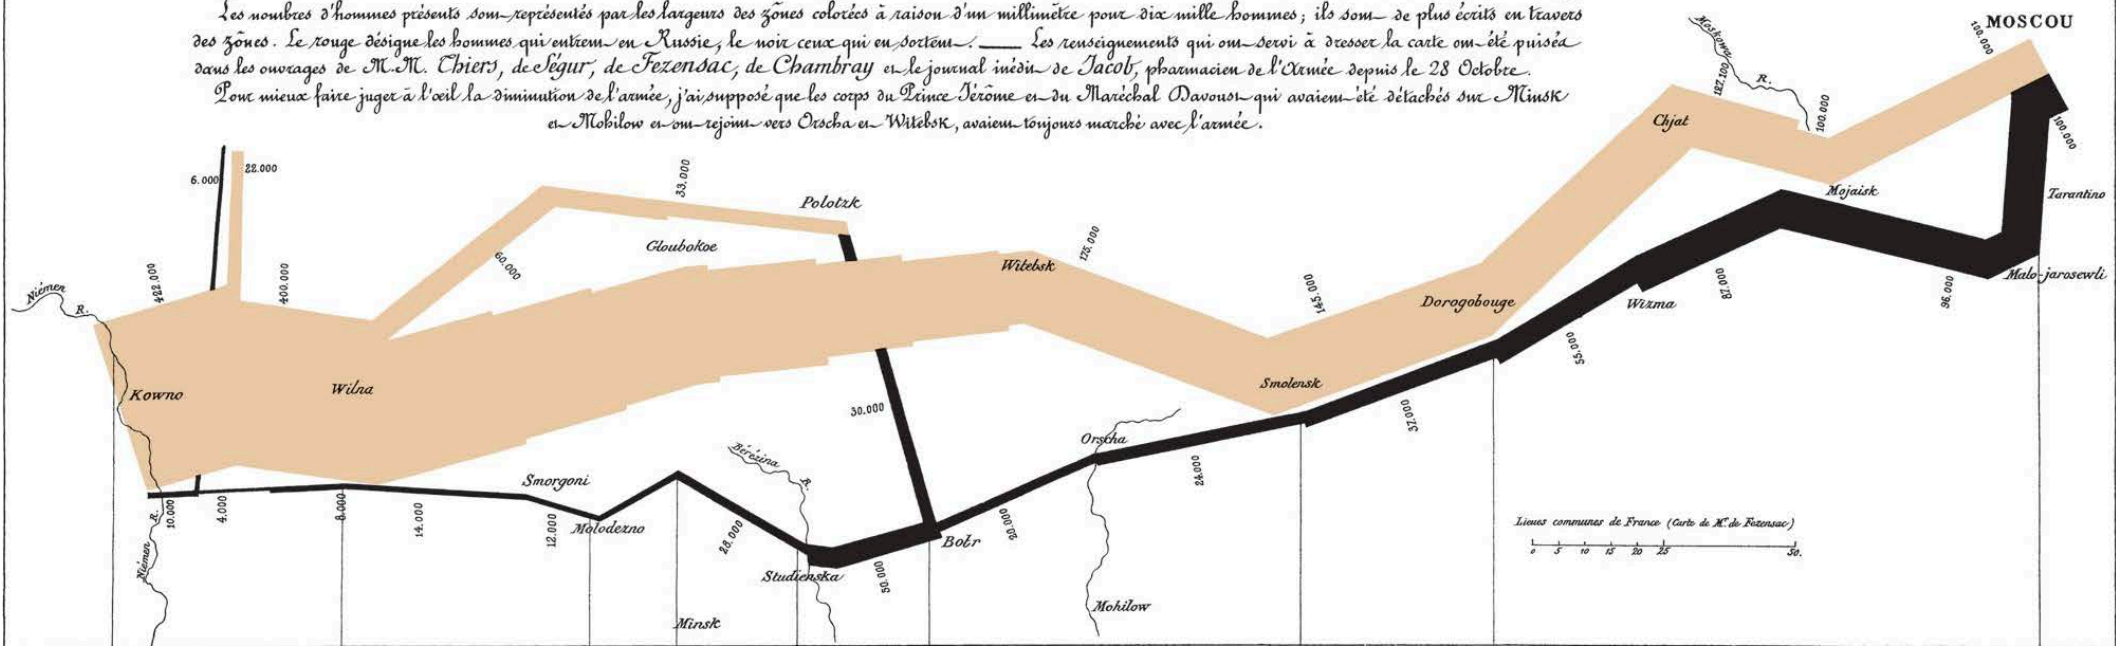 Les nombres d'hommes présents sont représentés par les largeurs des zônes colorées à raison d'un millimètre pour dix mille hommes; ils sont de plus écrits en travers
des zônes. Le rouge désigne les hommes qui entrent en Russie, le noir ceux qui en sortent. ___ Les renseignements qui ont servi à dresser la carte ont été puisés
dans les ouvrages de M.M. Thiers, de Ségur, de Fezensac, de Chambray et le journal inédit de Jacob, pharmacien de l'Armée depuis le 28 Octobre.
Pour mieux faire juger à l'œil la diminution de l'armée, j'ai supposé que les corps du Prince Jérôme et du Maréchal Davoust qui avaient été détachés sur Minsk
et Mohilow et ont rejoint vers Orscha et Witebsk, avaient toujours marché avec l'armée.
MOSCOU
100.000
Moskowa
R.
127.100
100.000
Chjat
100.000
Mojaisk
Tarantino
Malo-jarosewli
6.000
22.000
33.000
Polotzk
Gloubokoe
60.000
422.000
400.000
Niémen
R.
Kowno
Wilna
Witebsk
175.000
145.000
Dorogobouge
Smolensk
Wizma
87.000
96.000
55.000
37.000
30.000
Orscha
24.000
Bérézina
R.
Smorgoni
10.000
4.000
8.000
14.000
12.000
Molodezno
28.000
Studienska
50.000
Bobr
20.000
Niémen
R.
Minsk
Mohilow
Lieues communes de France (Carte de Mr. de Fezensac)
0 5 10 15 20 25 50.